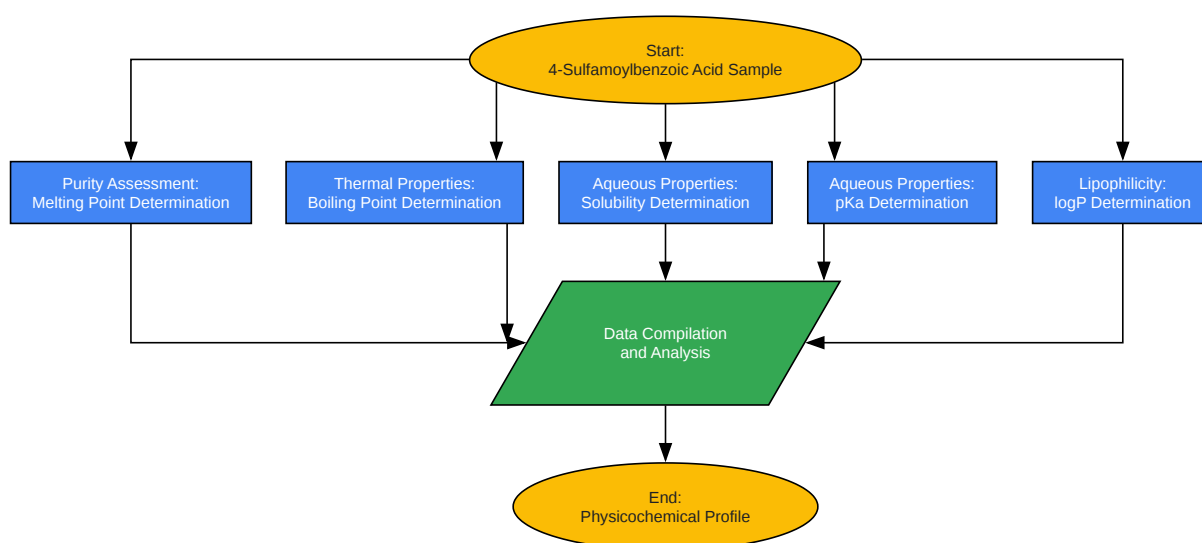 Start:
4-Sulfamoylbenzoic Acid Sample
Purity Assessment:
Melting Point Determination
Thermal Properties:
Boiling Point Determination
Aqueous Properties:
Solubility Determination
Aqueous Properties:
pKa Determination
Lipophilicity:
logP Determination
Data Compilation
and Analysis
End:
Physicochemical Profile